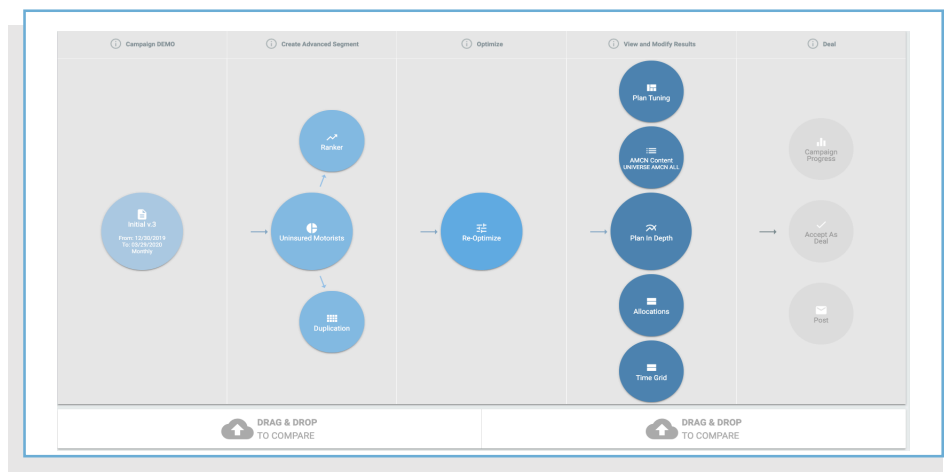 Campaign DEMO
Create Advanced Segment
Optimize
View and Modify Results
Deal
Initial v.3
From: 12/30/2019
To: 03/29/2020
Monthly
Ranker
Uninsured Motorists
Duplication
Re-Optimize
Plan Tuning
AMCN Content
UNIVERSE AMCN ALL
Plan In Depth
Allocations
Time Grid
Campaign
Progress
Accept As
Deal
Post
DRAG & DROP
TO COMPARE
DRAG & DROP
TO COMPARE